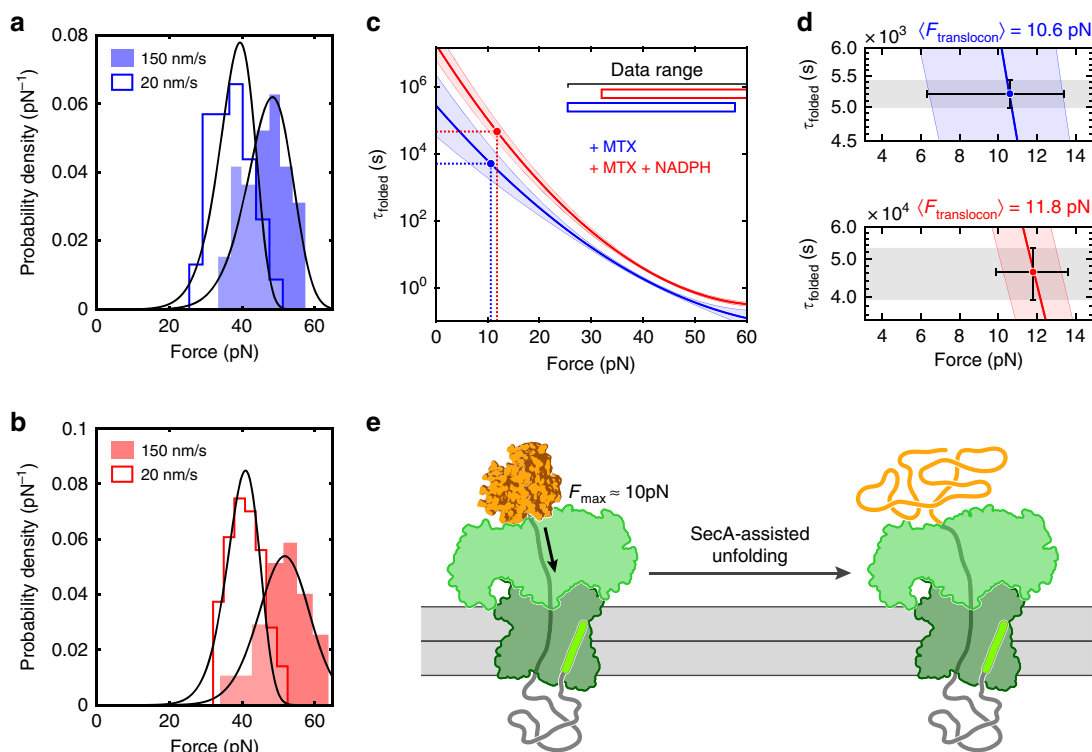 a
0.08
0.06
0.04
0.02
0
Probability density (pN⁻¹)
150 nm/s
20 nm/s
0 20 40 60
Force (pN)
c
10⁶
10⁴
10²
10⁰
τfolded (s)
Data range
+ MTX
+ MTX + NADPH
0 10 20 30 40 50 60
Force (pN)
d
× 10³
⟨Ftranslocon⟩ = 10.6 pN
6.0
5.5
5.0
4.5
τfolded (s)
4 6 8 10 12 14
× 10⁴
⟨Ftranslocon⟩ = 11.8 pN
5.0
4.0
τfolded (s)
4 6 8 10 12 14
Force (pN)
b
0.1
0.08
0.06
0.04
0.02
0
Probability density (pN⁻¹)
150 nm/s
20 nm/s
0 20 40 60
Force (pN)
e
Fmax ≈ 10pN
SecA-assisted
unfolding